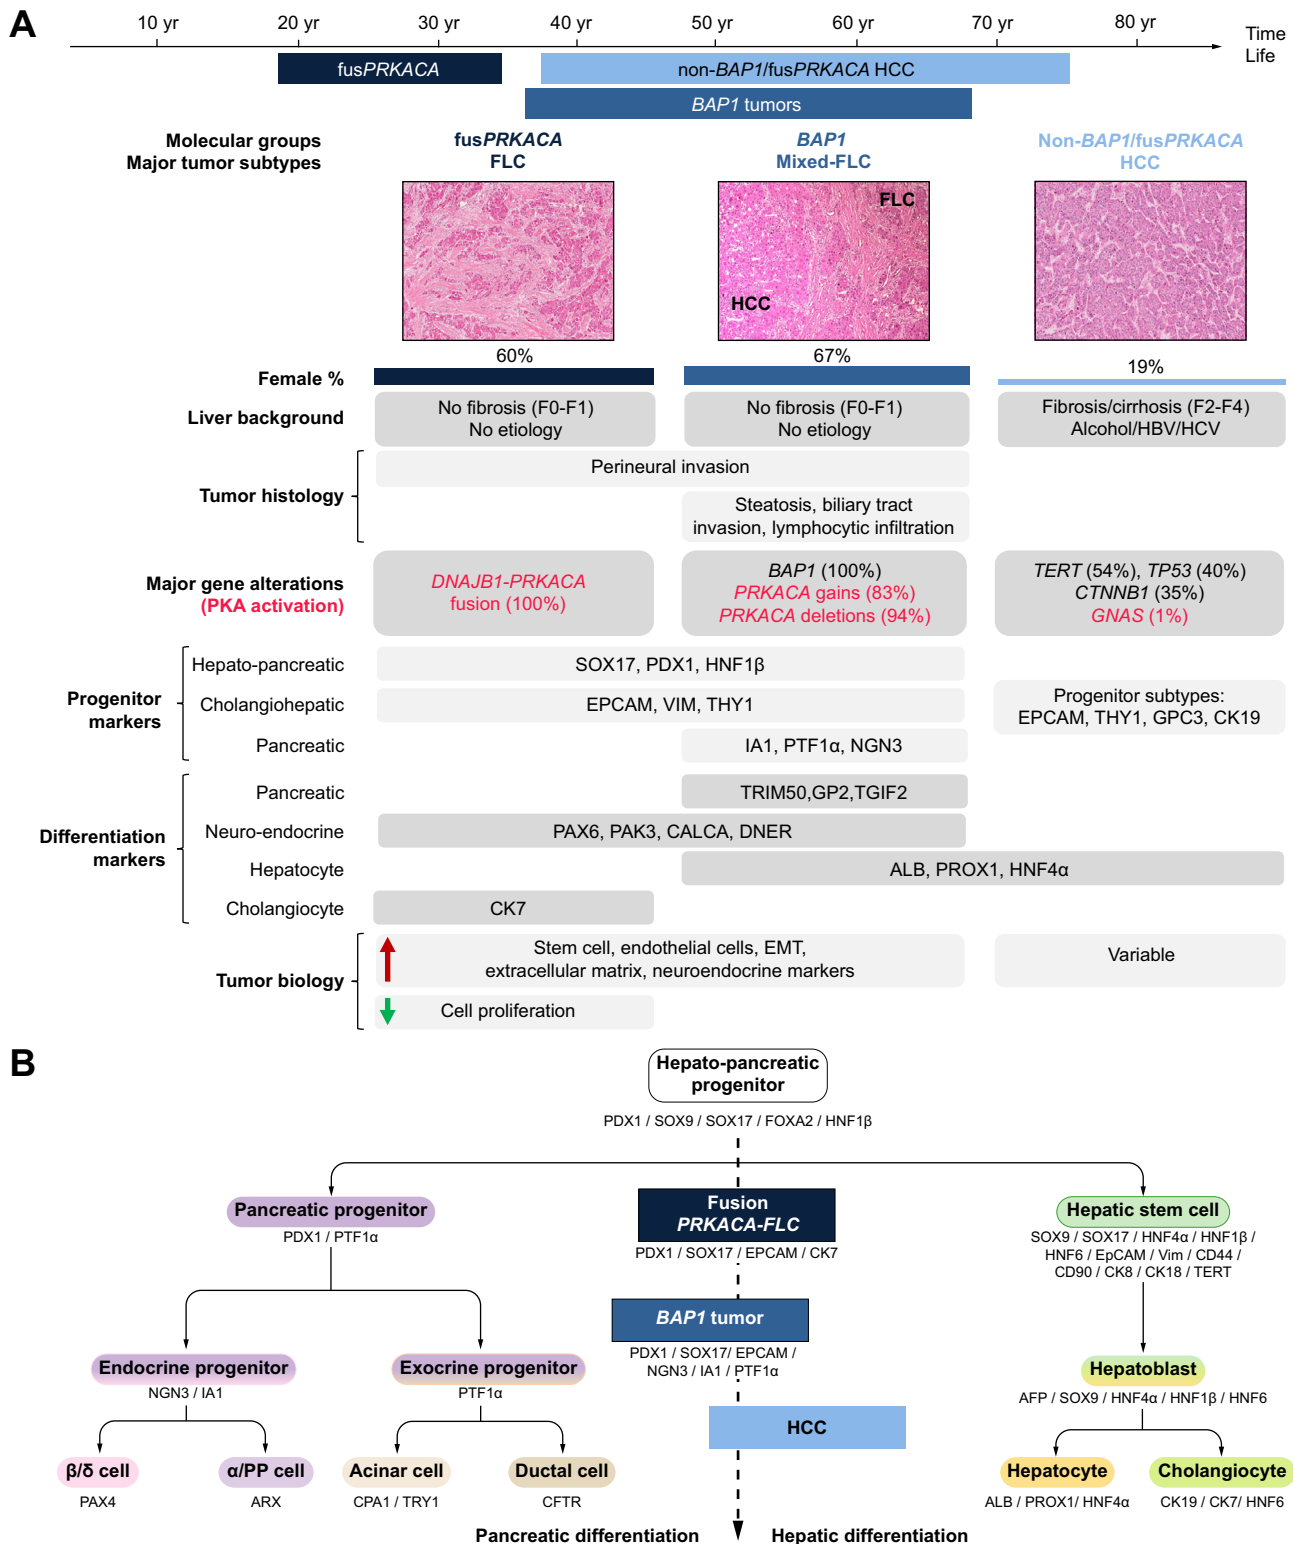 A
10 yr 20 yr 30 yr 40 yr 50 yr 60 yr 70 yr 80 yr
Time
Life
fusPRKACA
non-BAP1/fusPRKACA HCC
BAP1 tumors
Molecular groups
Major tumor subtypes
fusPRKACA
FLC
BAP1
Mixed-FLC
Non-BAP1/fusPRKACA
HCC
FLC
HCC
Female %
60%
67%
19%
Liver background
No fibrosis (F0-F1)
No etiology
No fibrosis (F0-F1)
No etiology
Fibrosis/cirrhosis (F2-F4)
Alcohol/HBV/HCV
Tumor histology
Perineural invasion
Steatosis, biliary tract
invasion, lymphocytic infiltration
Major gene alterations
(PKA activation)
DNAJB1-PRKACA
fusion (100%)
BAP1 (100%)
PRKACA gains (83%)
PRKACA deletions (94%)
TERT (54%), TP53 (40%)
CTNNB1 (35%)
GNAS (1%)
Progenitor
markers
Hepato-pancreatic
SOX17, PDX1, HNF1β
Cholangiohepatic
EPCAM, VIM, THY1
Progenitor subtypes:
EPCAM, THY1, GPC3, CK19
Pancreatic
IA1, PTF1α, NGN3
Differentiation
markers
Pancreatic
TRIM50,GP2,TGIF2
Neuro-endocrine
PAX6, PAK3, CALCA, DNER
Hepatocyte
ALB, PROX1, HNF4α
Cholangiocyte
CK7
Tumor biology
Stem cell, endothelial cells, EMT,
extracellular matrix, neuroendocrine markers
Variable
Cell proliferation
B
Hepato-pancreatic
progenitor
PDX1 / SOX9 / SOX17 / FOXA2 / HNF1β
Pancreatic progenitor
PDX1 / PTF1α
Fusion
PRKACA-FLC
PDX1 / SOX17 / EPCAM / CK7
Hepatic stem cell
SOX9 / SOX17 / HNF4α / HNF1β /
HNF6 / EpCAM / Vim / CD44 /
CD90 / CK8 / CK18 / TERT
BAP1 tumor
PDX1 / SOX17/ EPCAM /
NGN3 / IA1 / PTF1α
Endocrine progenitor
NGN3 / IA1
Exocrine progenitor
PTF1α
Hepatoblast
AFP / SOX9 / HNF4α / HNF1β / HNF6
HCC
β/δ cell
PAX4
α/PP cell
ARX
Acinar cell
CPA1 / TRY1
Ductal cell
CFTR
Hepatocyte
ALB / PROX1/ HNF4α
Cholangiocyte
CK19 / CK7/ HNF6
Pancreatic differentiation
Hepatic differentiation